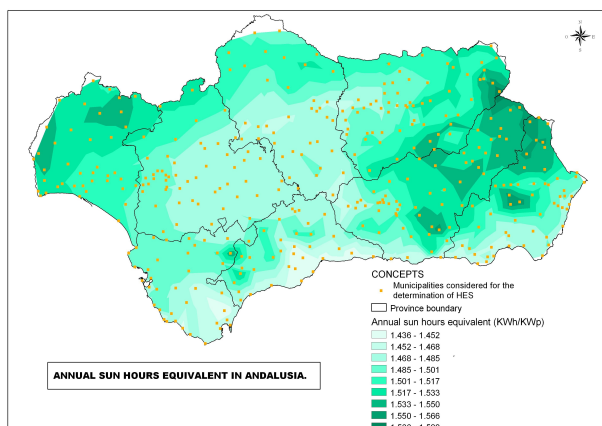 CONCEPTS
Municipalities considered for the
determination of HES
Province boundary
Annual sun hours equivalent (KWh/KWp)
1.436 - 1.452
1.452 - 1.468
1.468 - 1.485
1.485 - 1.501
1.501 - 1.517
1.517 - 1.533
1.533 - 1.550
1.550 - 1.566
ANNUAL SUN HOURS EQUIVALENT IN ANDALUSIA.